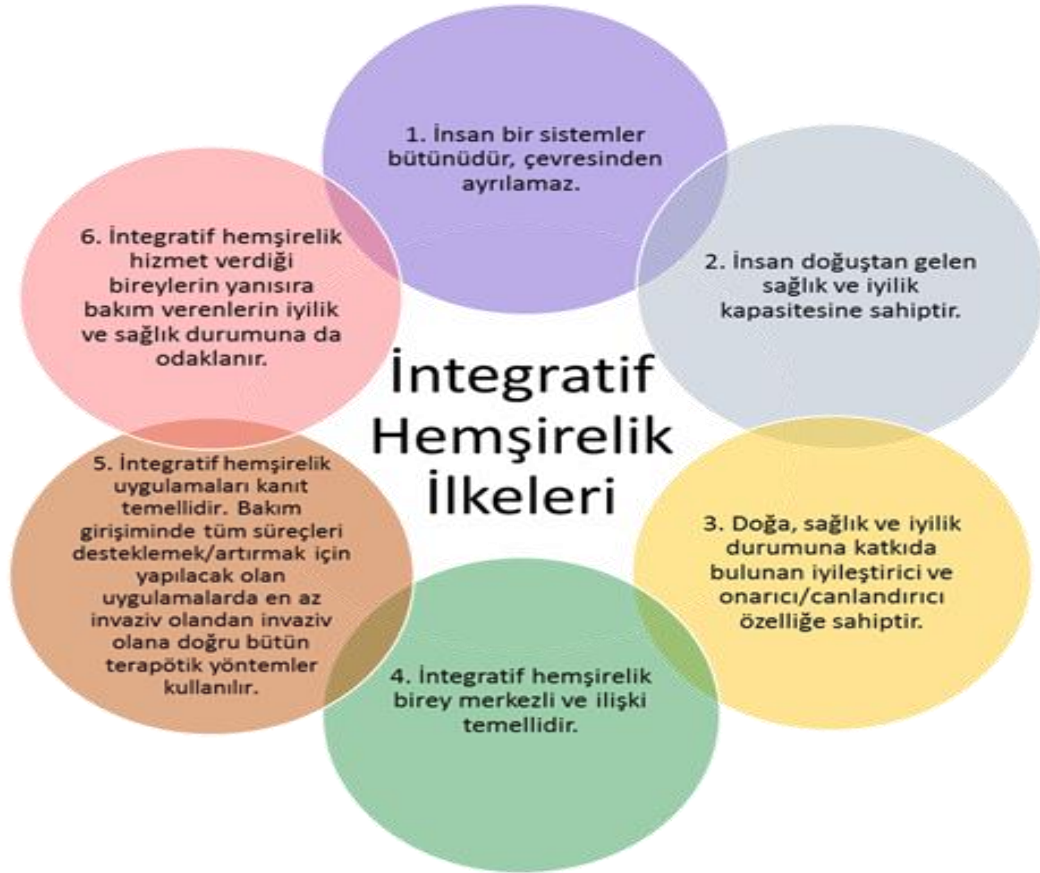 1. İnsan bir sistemler
bütünüdür, çevresinden
ayrılamaz.
2. İnsan doğuştan gelen
sağlık ve iyilik
kapasitesine sahiptir.
3. Doğa, sağlık ve iyilik
durumuna katkıda
bulunan iyileştirici ve
onarıcı/canlandırıcı
özelliğe sahiptir.
4. İntegratif hemşirelik
birey merkezli ve ilişki
temellidir.
5. İntegratif hemşirelik
uygulamaları kanıt
temellidir. Bakım
girişiminde tüm süreçleri
desteklemek/artırmak için
yapılacak olan
uygulamalarda en az
invaziv olandan invaziv
olana doğru bütün
terapötik yöntemler
kullanılır.
6. İntegratif hemşirelik
hizmet verdiği
bireylerin yanısıra
bakım verenlerin iyilik
ve sağlık durumuna da
odaklanır.
İntegratif
Hemşirelik
İlkeleri